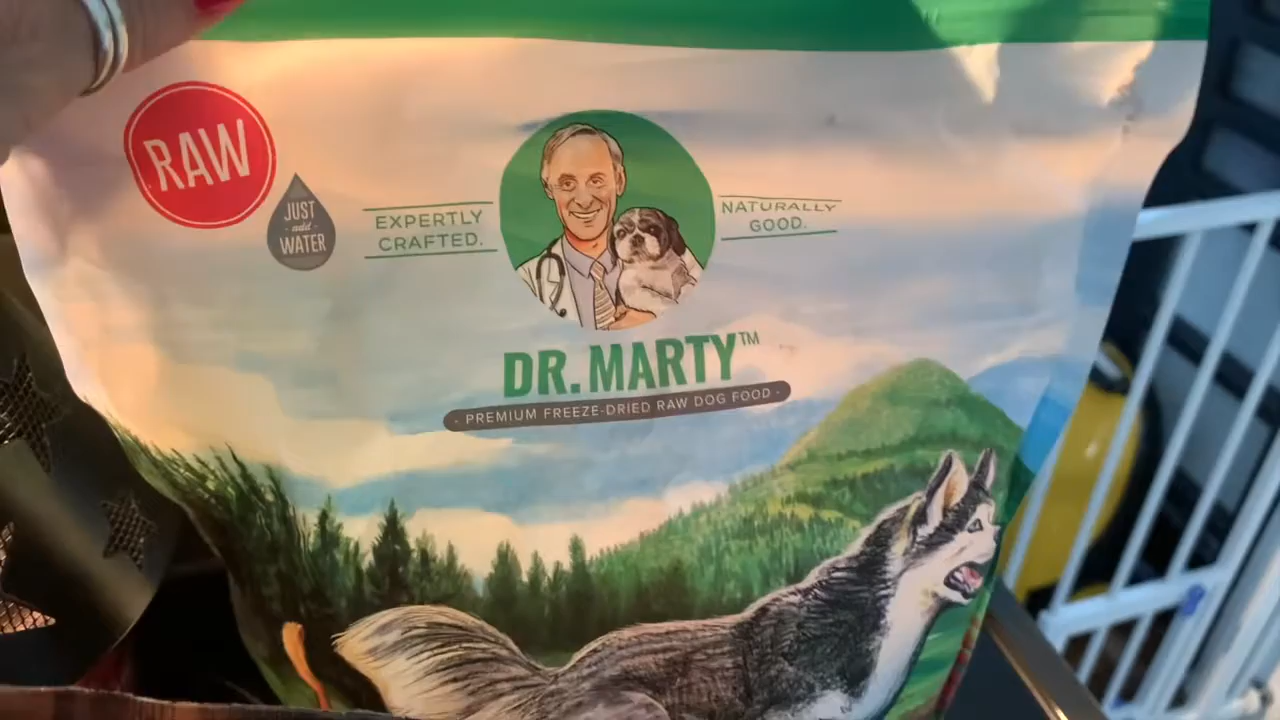 RAW
JUST
add
WATER
EXPERTLY
CRAFTED.
NATURALLY
GOOD.
DR. MARTY™
· PREMIUM FREEZE-DRIED RAW DOG FOOD ·